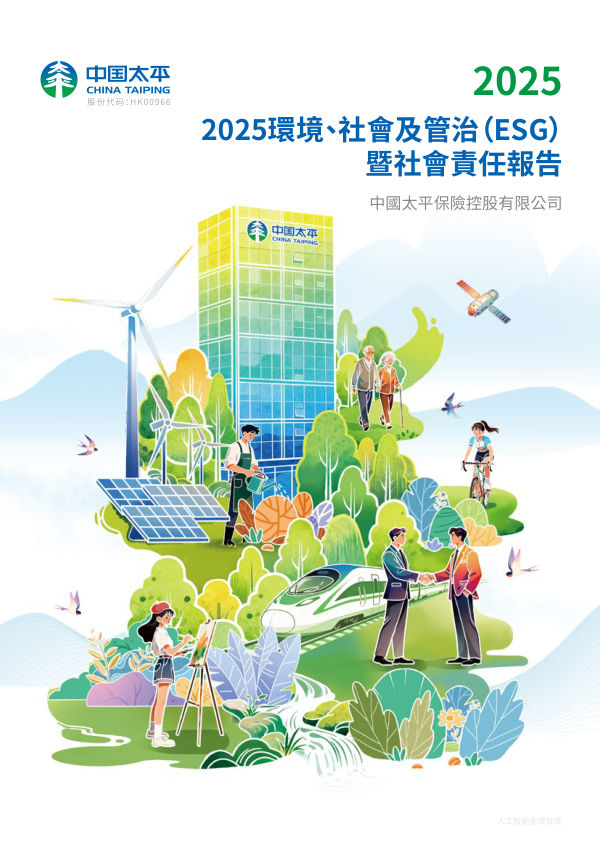 中国太平
CHINA TAIPING
股份代码:HK00966
2025
2025環境、社會及管治(ESG)
暨社會責任報告
中國太平保險控股有限公司
中国太平
CHINA TAIPING
人工智能生成合成